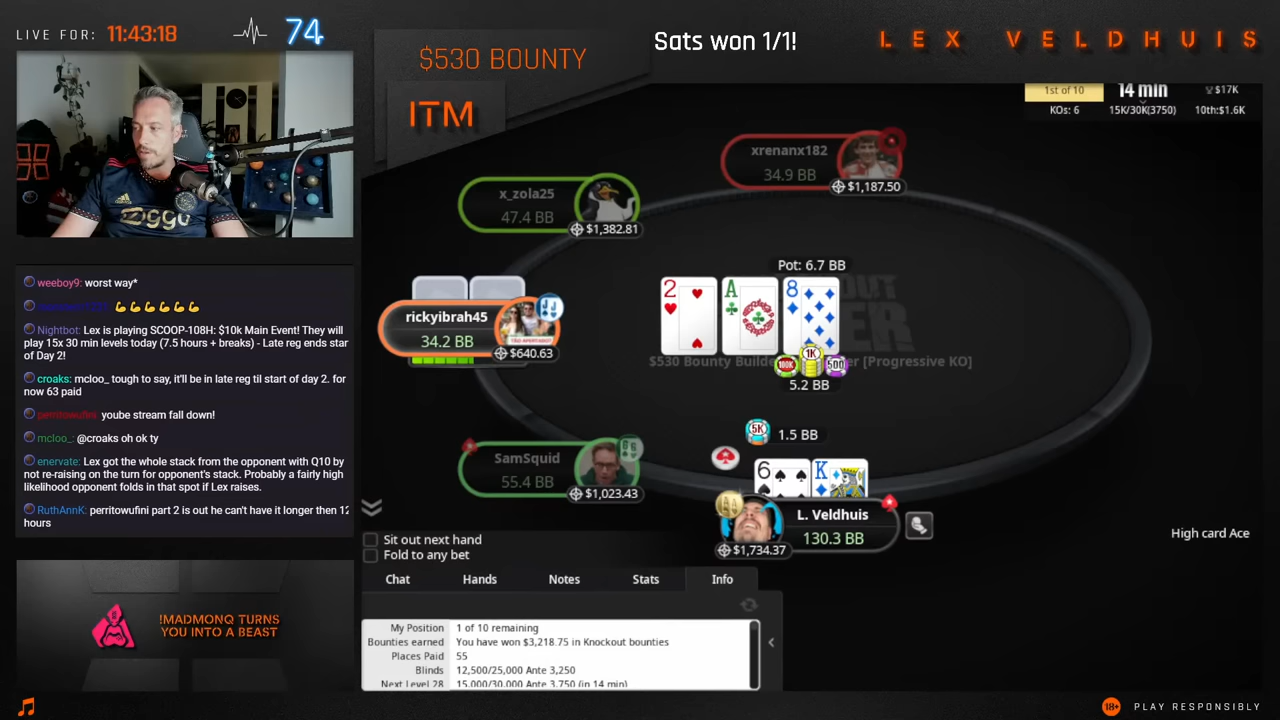 LIVE FOR: 11:43:18
74
$530 BOUNTY
ITM
Sats won 1/1!
LEX VELDHUIS
1st of 10
14 min
$17K
KOs: 6
15K/30K(3750)
10th:$1.6K
xrenanx182
34.9 BB
$1,187.50
x_zola25
47.4 BB
$1,382.81
Pot: 6.7 BB
2
A
8
rickyibrah45
34.2 BB
$640.63
$530 Bounty Builder
[Progressive KO]
100K
1K
500
5.2 BB
5K
1.5 BB
SamSquid
55.4 BB
$1,023.43
6
K
L. Veldhuis
130.3 BB
$1,734.37
High card Ace
weeboy9: worst way*
💪💪💪💪💪💪
Nightbot: Lex is playing SCOOP-108H: $10k Main Event! They will
play 15x 30 min levels today (7.5 hours + breaks) - Late reg ends start
of Day 2!
croaks: mcloo_ tough to say, it'll be in late reg til start of day 2. for
now 63 paid
perritowufini: yoube stream fall down!
mcloo_: @croaks oh ok ty
enervate: Lex got the whole stack from the opponent with Q10 by
not re-raising on the turn for opponent's stack. Probably a fairly high
likelihood opponent folds in that spot if Lex raises.
RuthAnnK: perritowufini part 2 is out he can't have it longer then 12
hours
Sit out next hand
Fold to any bet
Chat
Hands
Notes
Stats
Info
My Position 1 of 10 remaining
Bounties earned You have won $3,218.75 in Knockout bounties
Places Paid 55
Blinds 12,500/25,000 Ante 3,250
Next Level 28 15,000/30,000 Ante 3,750 (in 14 min)
!MADMONQ TURNS
YOU INTO A BEAST
18+ PLAY RESPONSIBLY